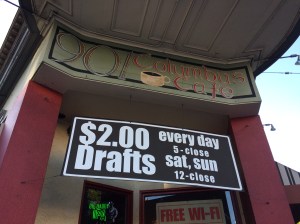 901 Columbus
Cafe
$2.00
Drafts
every day
5-close
sat, sun
12-close
FREE WI-FI